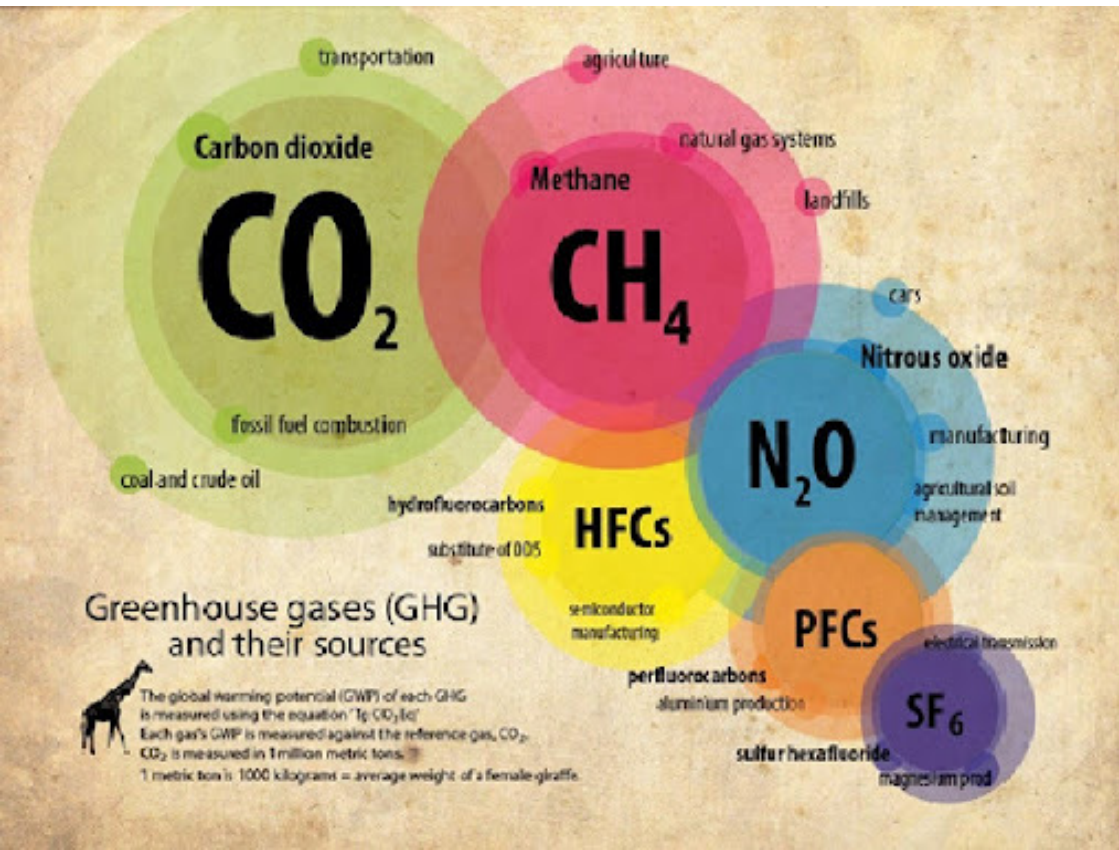 transportation
Carbon dioxide
CO2
fossil fuel combustion
coal and crude oil
agriculture
natural gas systems
Methane
landfills
CH4
cars
Nitrous oxide
N2O
manufacturing
agricultural soil
management
hydrofluorocarbons
HFCs
substitute of ODS
semiconductor
manufacturing
PFCs
perfluorocarbons
aluminium production
electrical transmission
SF6
sulfur hexafluoride
magnesium prod
Greenhouse gases (GHG)
and their sources
The global warming potential (GWP) of each GHG
is measured using the equation 'Tg CO2Eq'
Each gas's GWP is measured against the reference gas, CO2.
CO2 is measured in 1 million metric tons.
1 metric ton is 1000 kilograms = average weight of a female giraffe